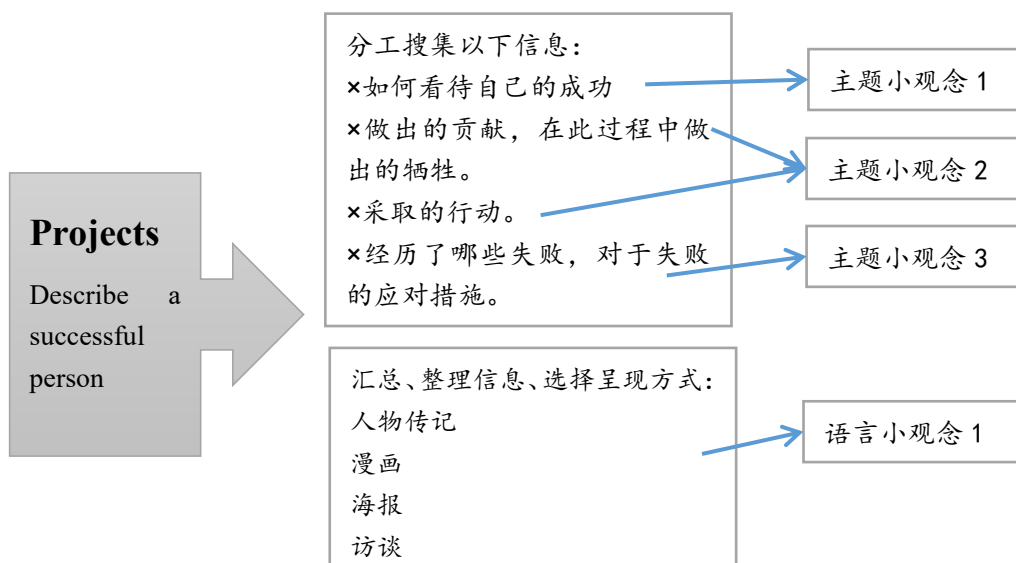 Projects
Describe a
successful
person
分工搜集以下信息：
×如何看待自己的成功
×做出的贡献，在此过程中做
出的牺牲。
×采取的行动。
×经历了哪些失败，对于失败
的应对措施。
主题小观念 1
主题小观念 2
主题小观念 3
汇总、整理信息、选择呈现方式：
人物传记
漫画
海报
访谈
语言小观念 1